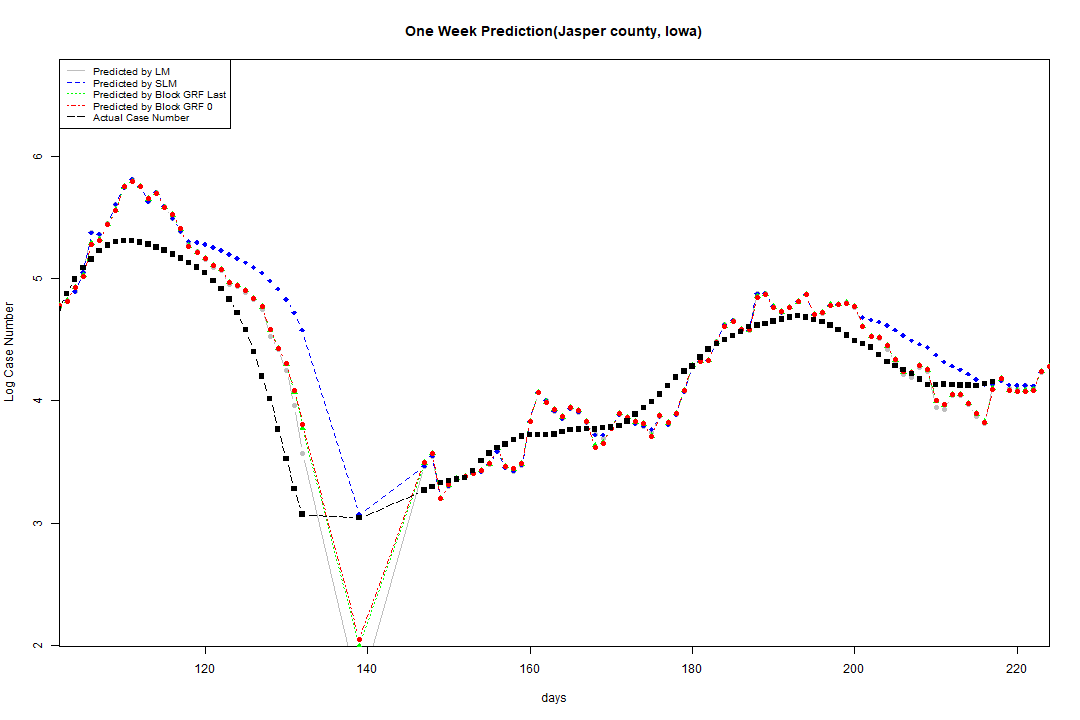 One Week Prediction(Jasper county, Iowa)
Predicted by LM
Predicted by SLM
Predicted by Block GRF Last
Predicted by Block GRF 0
Actual Case Number
Log Case Number
6
5
4
3
2
120 140 160 180 200 220
days